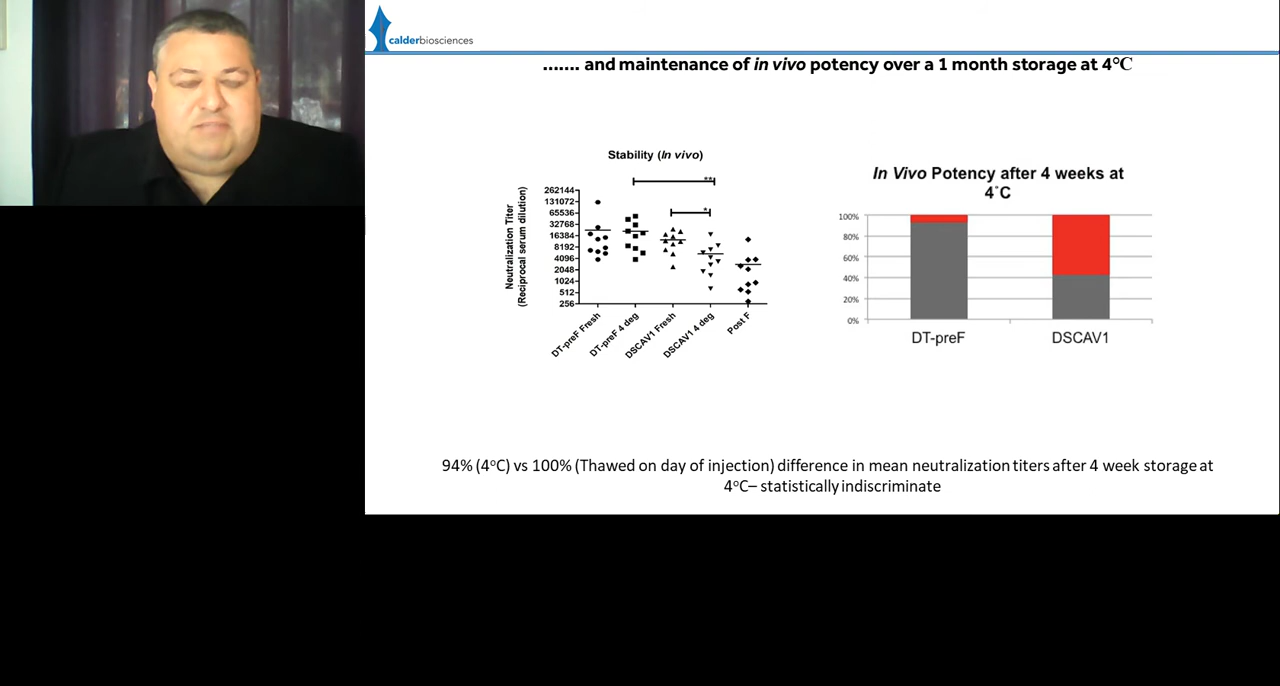 calderbiosciences
....... and maintenance of in vivo potency over a 1 month storage at 4°C
Stability (In vivo)
Neutralization Titer
(Reciprocal serum dilution)
262144
131072
65536
32768
16384
8192
4096
2048
1024
512
256
**
*
DT-preF Fresh
DT-preF 4 deg
DSCAV1 Fresh
DSCAV1 4 deg
Post F
In Vivo Potency after 4 weeks at
4°C
100%
80%
60%
40%
20%
0%
DT-preF
DSCAV1
94% (4°C) vs 100% (Thawed on day of injection) difference in mean neutralization titers after 4 week storage at
4°C– statistically indiscriminate